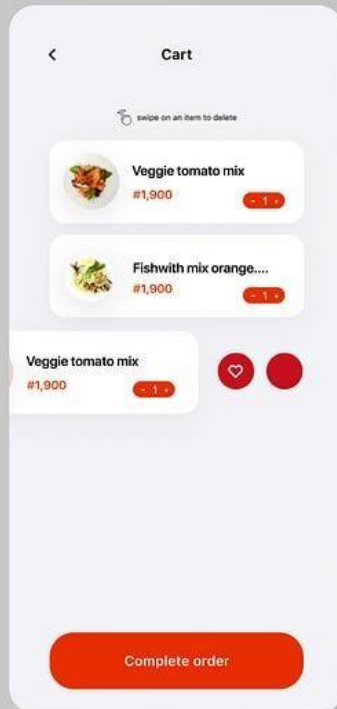 Cart
swipe on an item to delete
Veggie tomato mix
#1,900
- 1 +
Fishwith mix orange....
#1,900
- 1 +
Veggie tomato mix
#1,900
- 1 +
Complete order